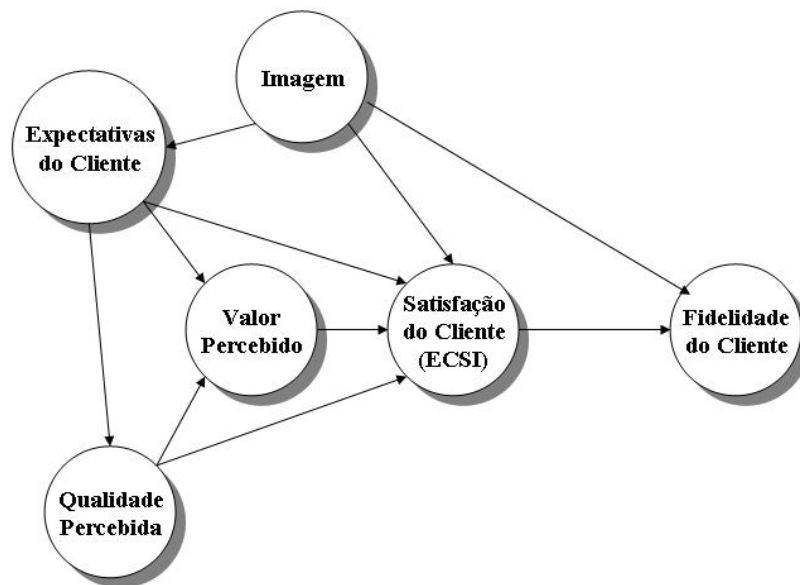 Imagem
Expectativas
do Cliente
Valor
Percebido
Satisfação
do Cliente
(ECSI)
Fidelidade
do Cliente
Qualidade
Percebida